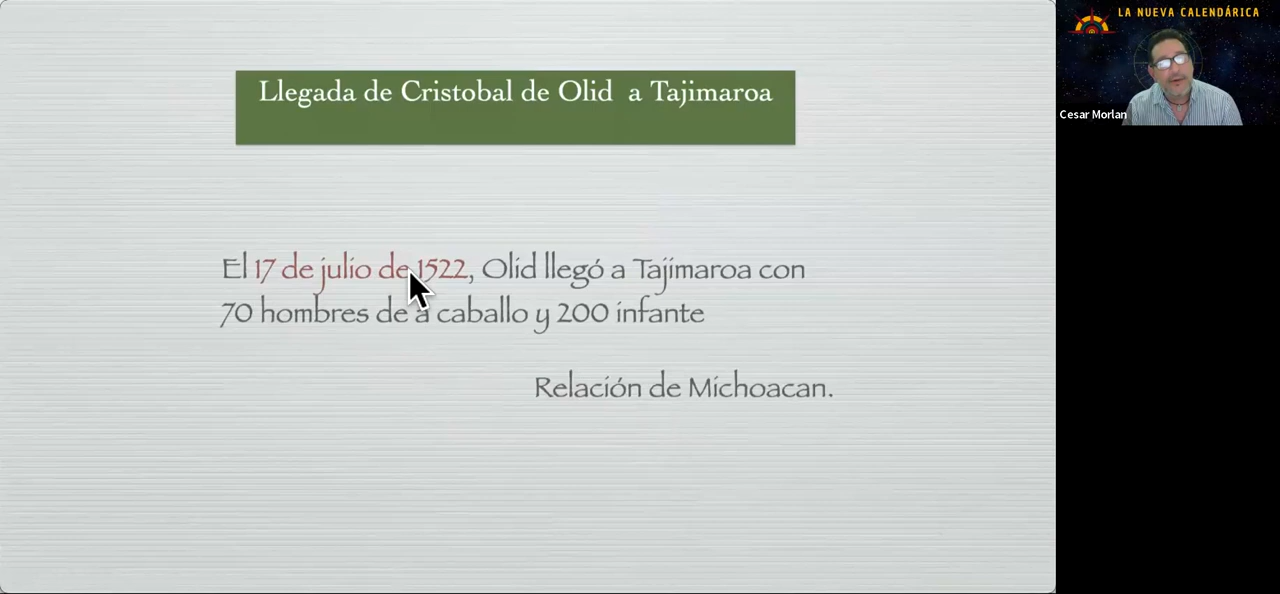 Llegada de Cristobal de Olid a Tajimaroa
El 17 de julio de 1522, Olid llegó a Tajimaroa con
70 hombres de a caballo y 200 infante
Relación de Michoacan.
LA NUEVA CALENDÁRICA
Cesar Morlan